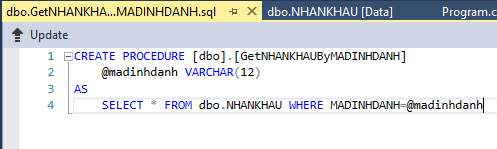 dbo.GetNHANKHA...MADINHDANH.sql dbo.NHANKHAU [Data] Program.c
Update
1 CREATE PROCEDURE [dbo].[GetNHANKHAUByMADINHDANH]
2 @madinhdanh VARCHAR(12)
3 AS
4 SELECT * FROM dbo.NHANKHAU WHERE MADINHDANH=@madinhdanh